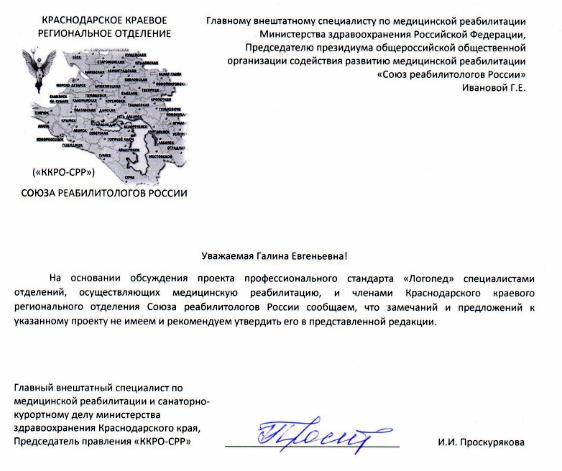 КРАСНОДАРСКОЕ КРАЕВОЕ
РЕГИОНАЛЬНОЕ ОТДЕЛЕНИЕ
(«ККРО-СРР»)
СОЮЗА РЕАБИЛИТОЛОГОВ РОССИИ
Главному внештатному специалисту по медицинской реабилитации
Министерства здравоохранения Российской Федерации,
Председателю президиума общероссийской общественной
организации содействия развитию медицинской реабилитации
«Союз реабилитологов России»
Ивановой Г.Е.
Уважаемая Галина Евгеньевна!
На основании обсуждения проекта профессионального стандарта «Логопед» специалистами
отделений, осуществляющих медицинскую реабилитацию, и членами Краснодарского краевого
регионального отделения Союза реабилитологов России сообщаем, что замечаний и предложений к
указанному проекту не имеем и рекомендуем утвердить его в представленной редакции.
Главный внештатный специалист по
медицинской реабилитации и санаторно-
курортному делу министерства
здравоохранения Краснодарского края,
Председатель правления «ККРО-СРР»
И.И. Проскурякова